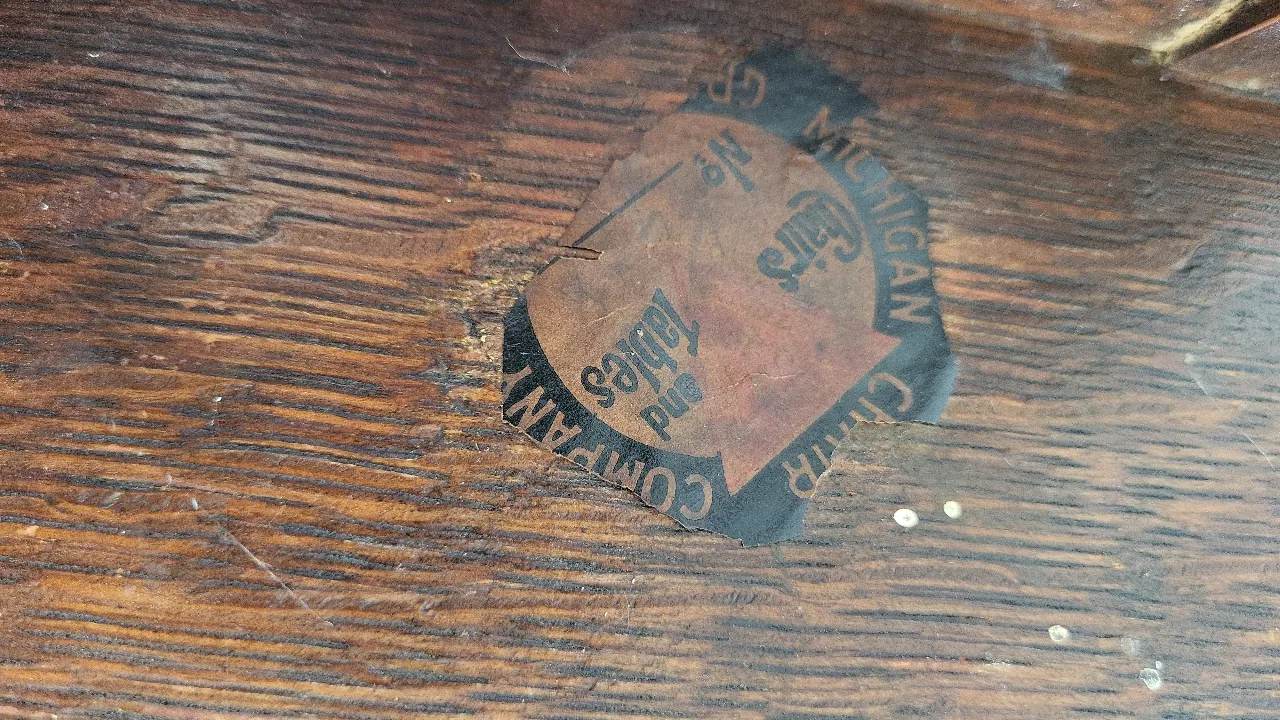 MICHIGAN CHAIR COMPANY
Chairs
and
Tables
No